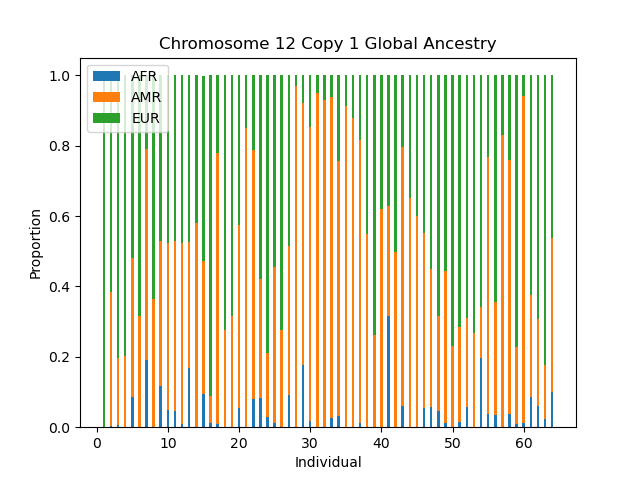 Chromosome 12 Copy 1 Global Ancestry
AFR
AMR
EUR
1.0
0.8
0.6
0.4
0.2
0.0
Proportion
0 10 20 30 40 50 60
Individual